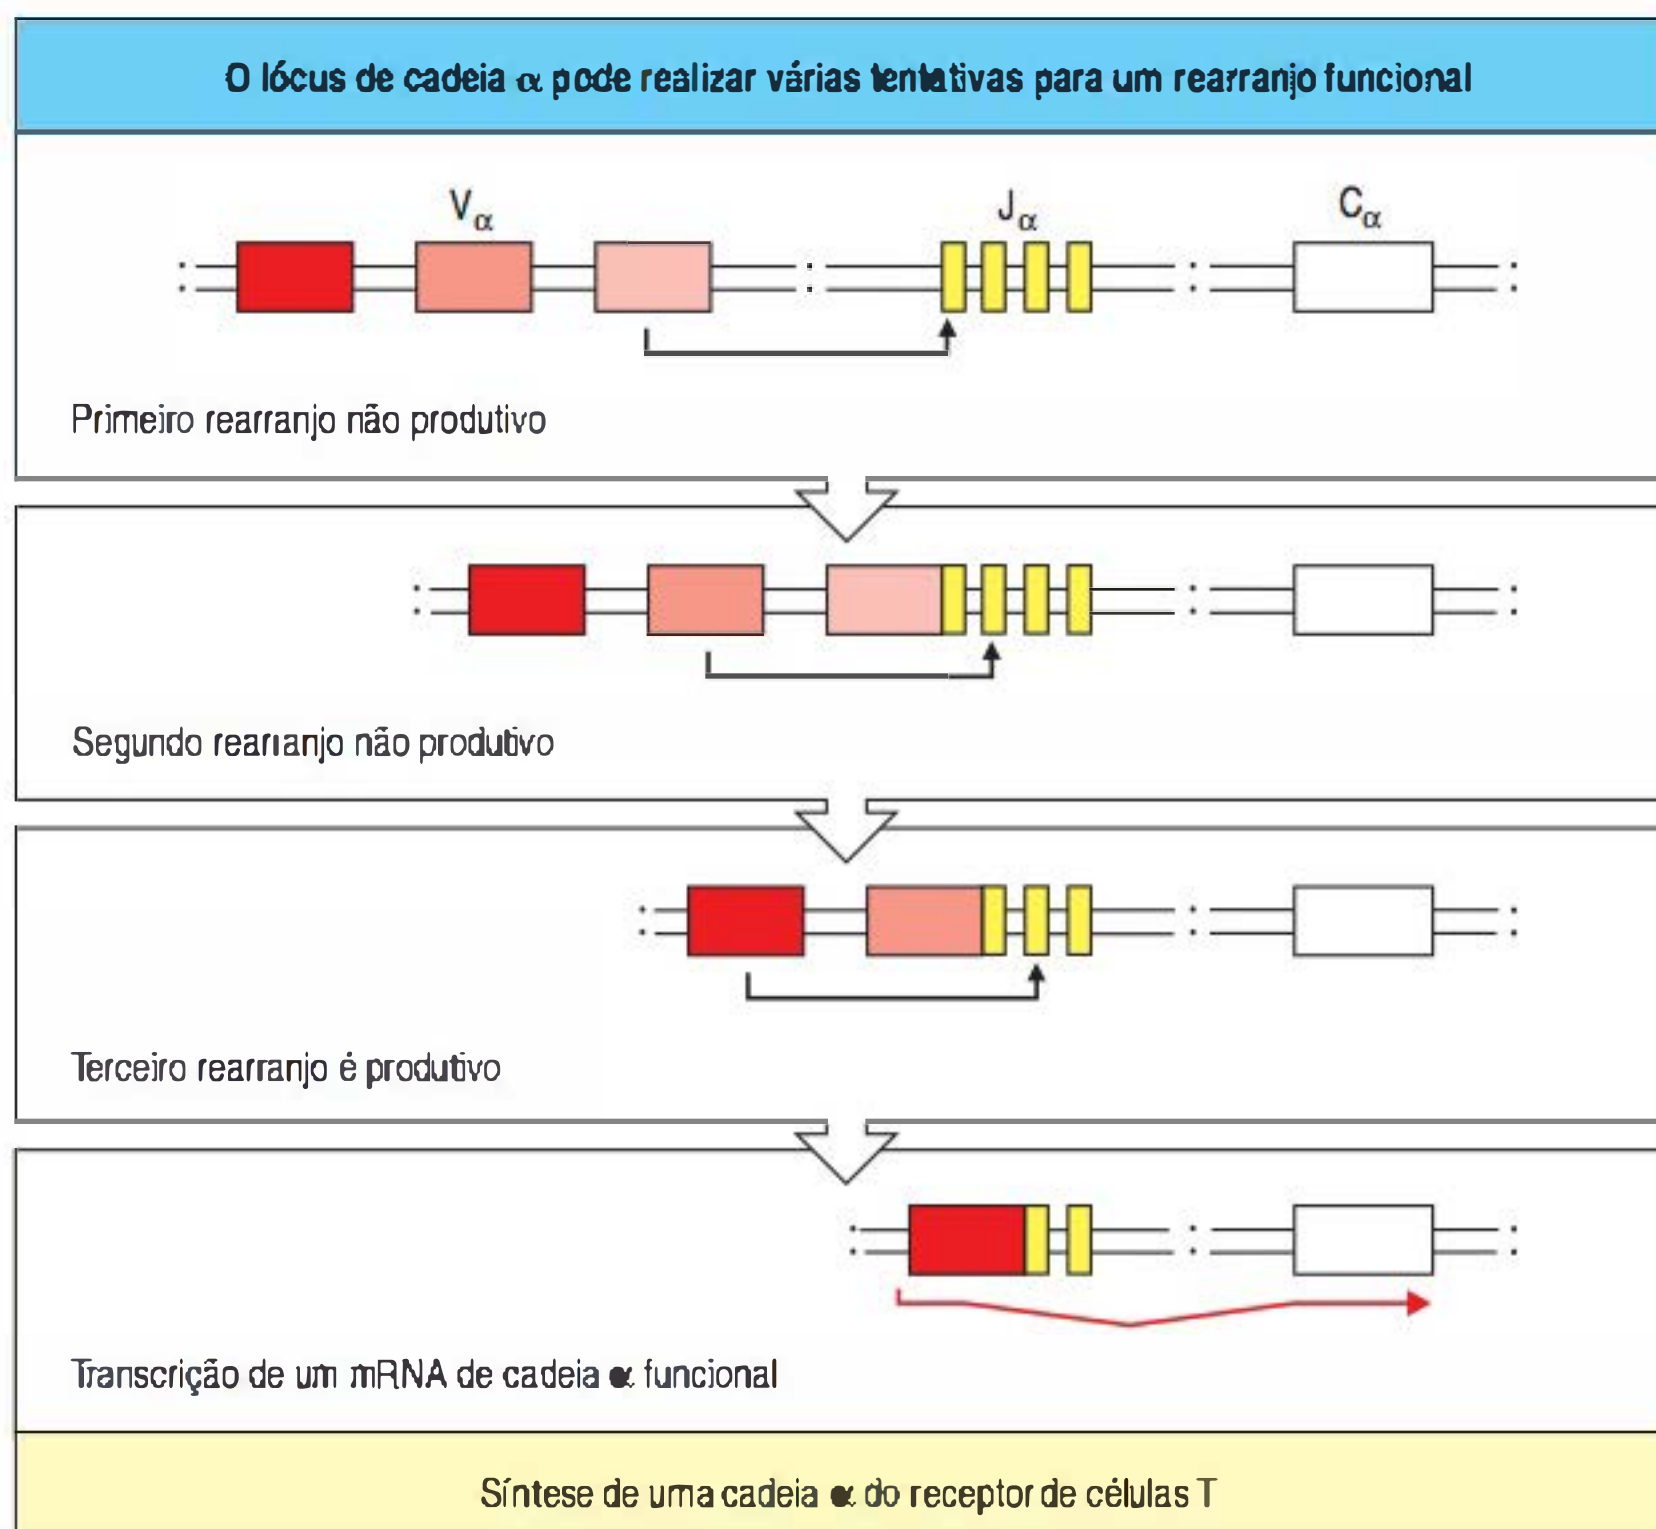 O lócus de cadeia α pode realizar várias tentativas para um rearranjo funcional
Vα Jα Cα
Primeiro rearranjo não produtivo
Segundo rearranjo não produtivo
Terceiro rearranjo é produtivo
Transcrição de um mRNA de cadeia α funcional
Síntese de uma cadeia α do receptor de células T